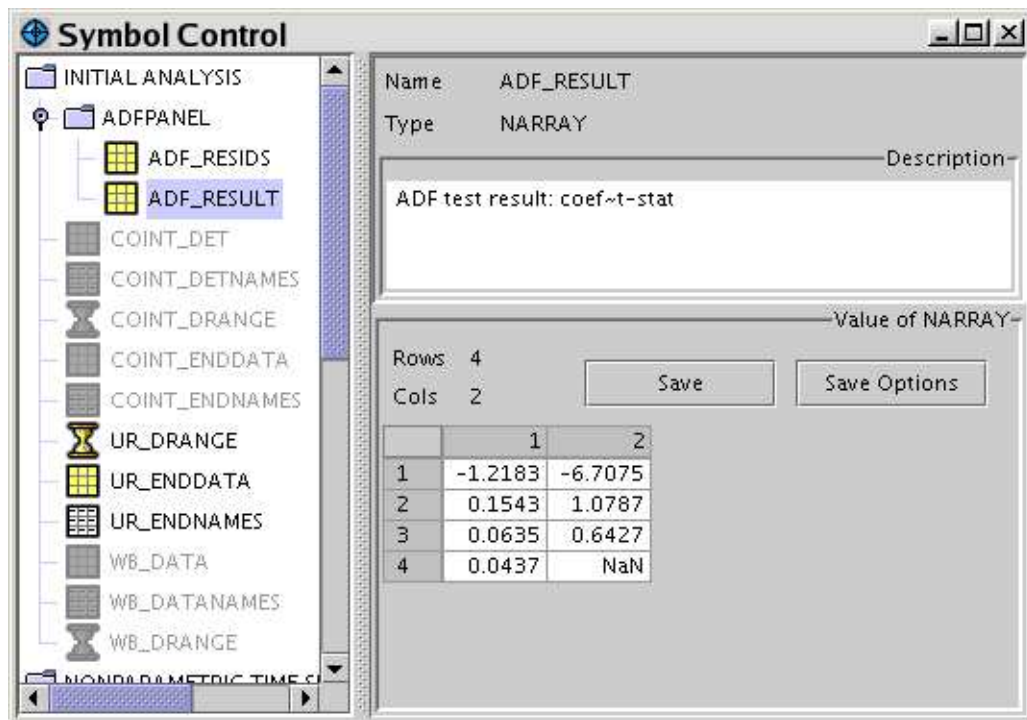 Symbol Control
INITIAL ANALYSIS
ADFPANEL
ADF_RESIDS
ADF_RESULT
COINT_DET
COINT_DETNAMES
COINT_DRANGE
COINT_ENDDATA
COINT_ENDNAMES
UR_DRANGE
UR_ENDDATA
UR_ENDNAMES
WB_DATA
WB_DATANAMES
WB_DRANGE
NONPARAMETRIC TIME
Name ADF_RESULT
Type NARRAY
Description
ADF test result: coef~t-stat
Value of NARRAY
Rows 4
Cols 2
Save
Save Options
1 2
1 -1.2183 -6.7075
2 0.1543 1.0787
3 0.0635 0.6427
4 0.0437 NaN